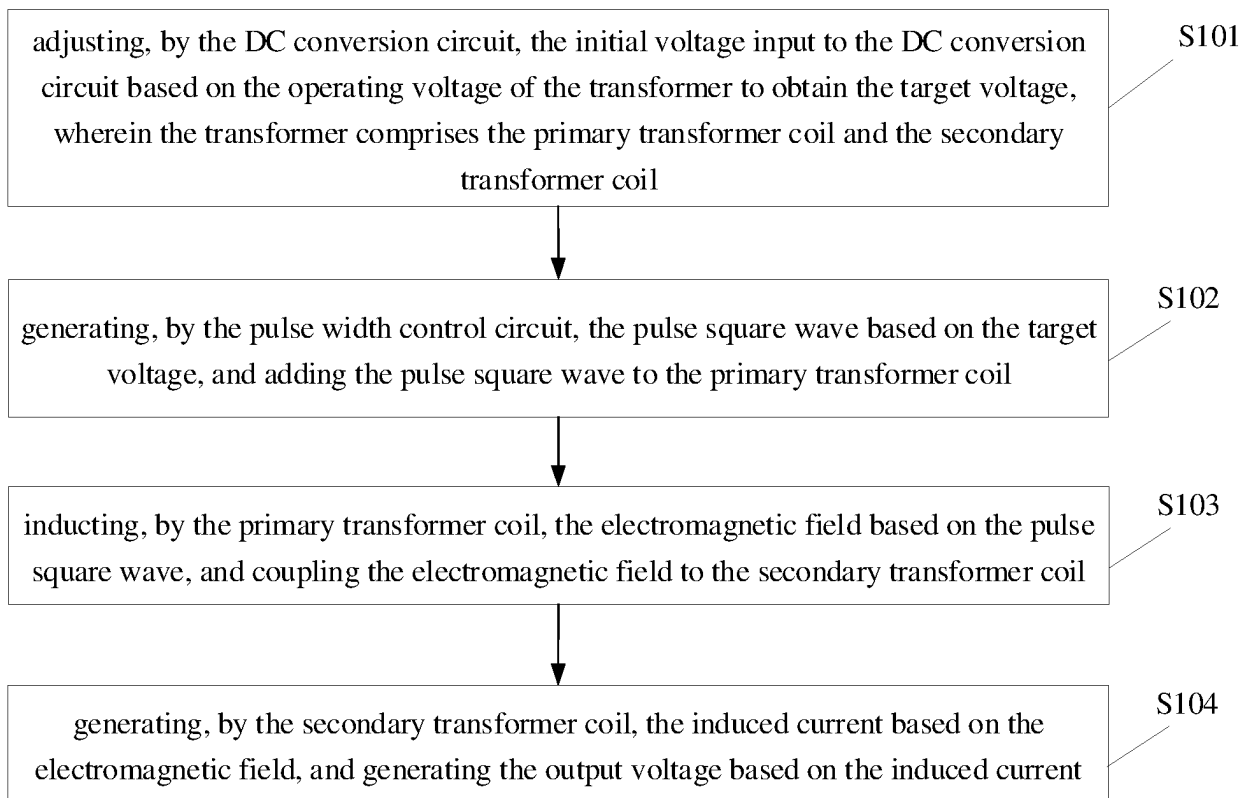 adjusting, by the DC conversion circuit, the initial voltage input to the DC conversion
S101
circuit based on the operating voltage of the transformer to obtain the target voltage,
wherein the transformer comprises the primary transformer coil and the secondary
transformer coil
S102
generating, by the pulse width control circuit, the pulse square wave based on the target
voltage, and adding the pulse square wave to the primary transformer coil
S103
inducting, by the primary transformer coil, the electromagnetic field based on the pulse
square wave, and coupling the electromagnetic field to the secondary transformer coil
S104
generating, by the secondary transformer coil, the induced current based on the
electromagnetic field, and generating the output voltage based on the induced current